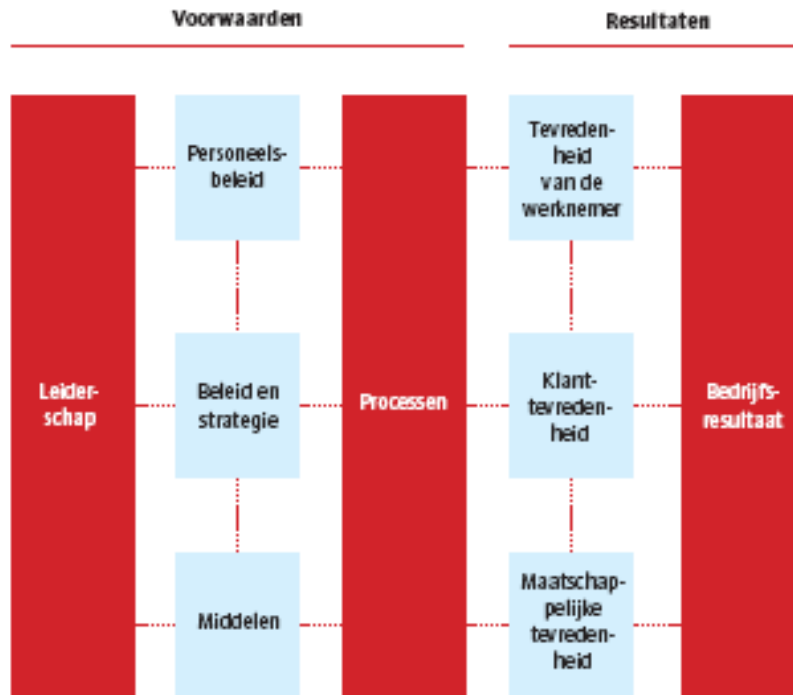 Voorwaarden
Resultaten
Leider-
schap
Personeels-
beleid
Beleid en
strategie
Middelen
Processen
Tevreden-
heid
van de
werknemer
Klant-
tevreden-
heid
Maatschap-
pelijke
tevreden-
heid
Bedrijfs-
resultaat